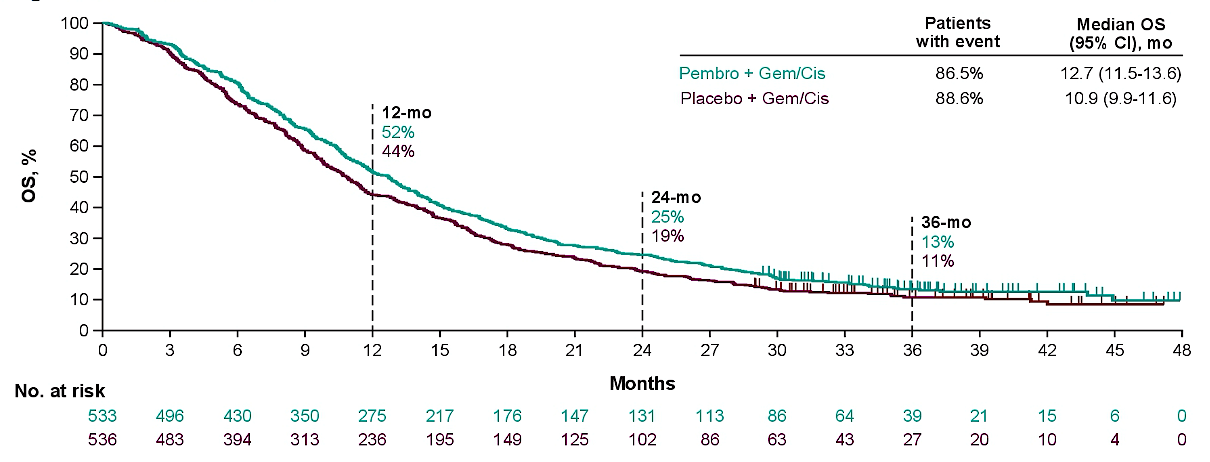 Patients with event
Median OS (95% CI), mo
Pembro + Gem/Cis 86.5% 12.7 (11.5-13.6)
Placebo + Gem/Cis 88.6% 10.9 (9.9-11.6)
OS, %
100
90
80
70
60
50
40
30
20
10
0
12-mo
52%
44%
24-mo
25%
19%
36-mo
13%
11%
0 3 6 9 12 15 18 21 24 27 30 33 36 39 42 45 48
Months
No. at risk
533 496 430 350 275 217 176 147 131 113 86 64 39 21 15 6 0
536 483 394 313 236 195 149 125 102 86 63 43 27 20 10 4 0